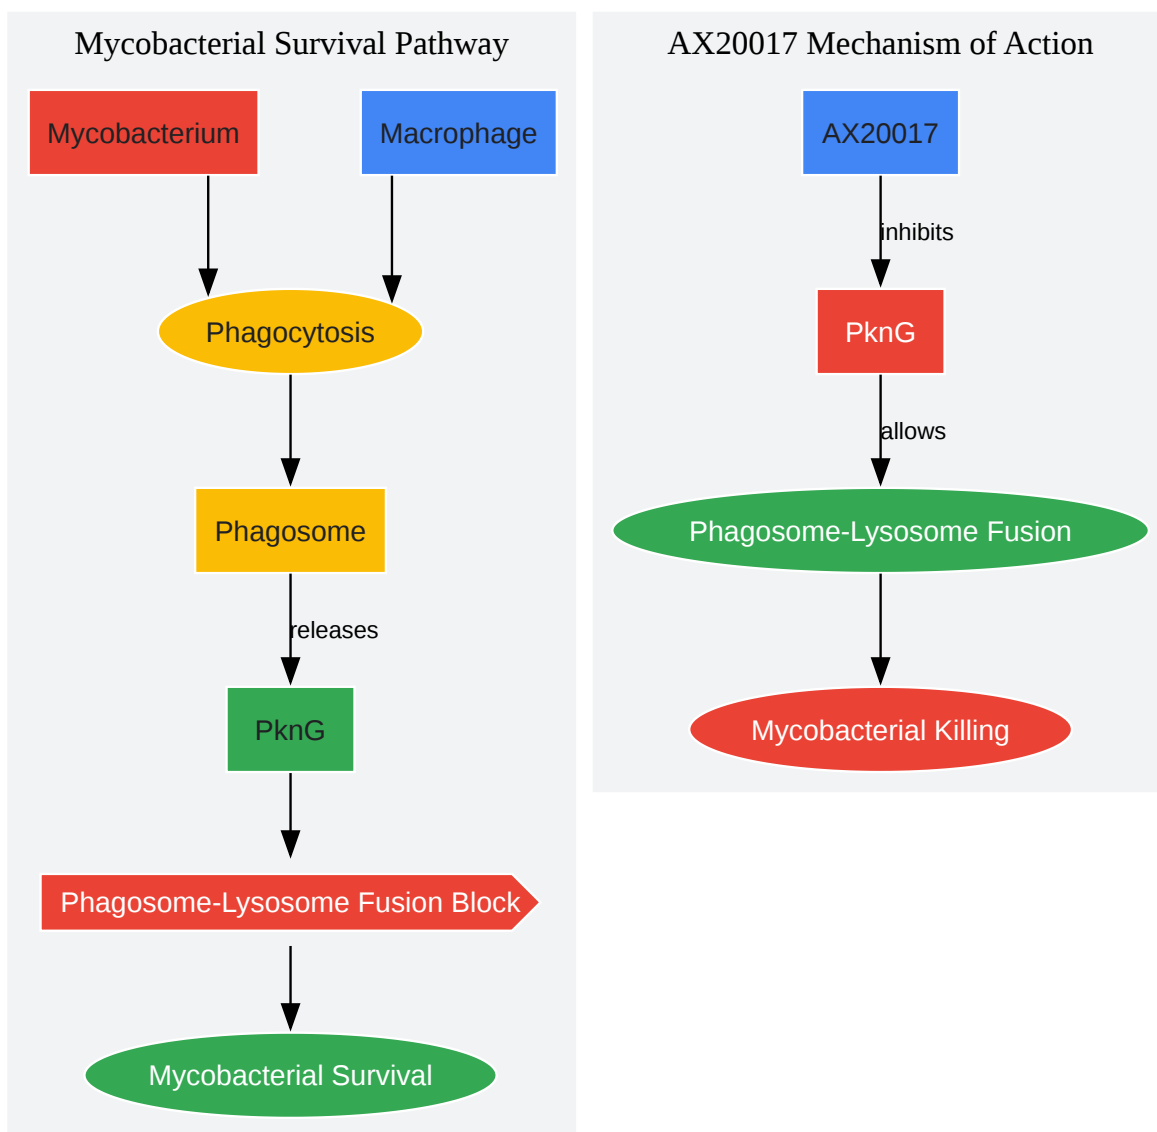 Mycobacterial Survival Pathway
Mycobacterium
Macrophage
Phagocytosis
Phagosome
releases
PknG
Phagosome-Lysosome Fusion Block
Mycobacterial Survival
AX20017 Mechanism of Action
AX20017
inhibits
PknG
allows
Phagosome-Lysosome Fusion
Mycobacterial Killing